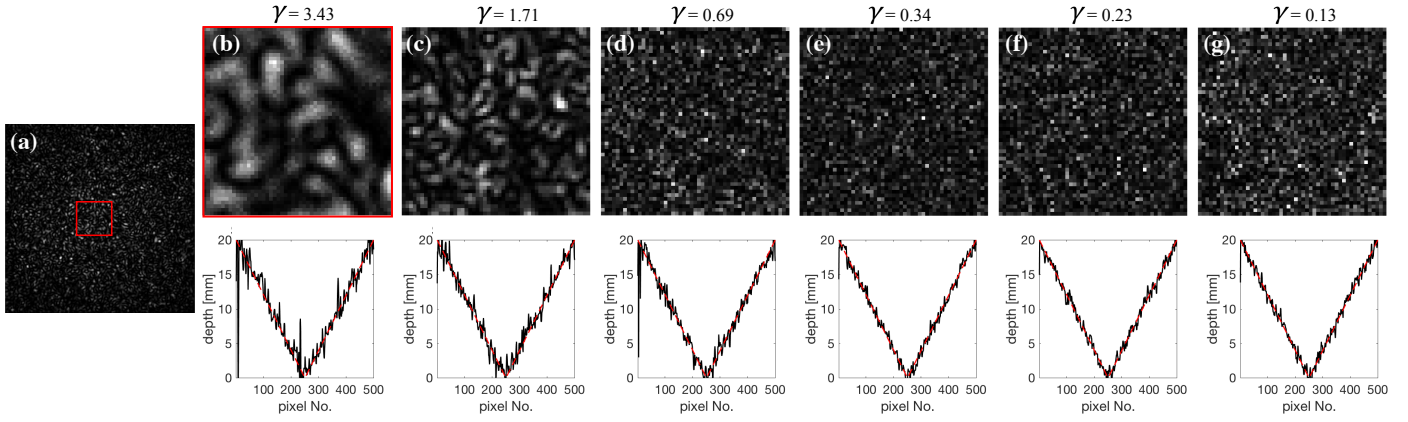 γ = 3.43
γ = 1.71
γ = 0.69
γ = 0.34
γ = 0.23
γ = 0.13
(a)
(b)
(c)
(d)
(e)
(f)
(g)
depth [mm]
20
15
10
5
0
100 200 300 400 500
pixel No.
depth [mm]
20
15
10
5
0
100 200 300 400 500
pixel No.
depth [mm]
20
15
10
5
0
100 200 300 400 500
pixel No.
depth [mm]
20
15
10
5
0
100 200 300 400 500
pixel No.
depth [mm]
20
15
10
5
0
100 200 300 400 500
pixel No.
depth [mm]
20
15
10
5
0
100 200 300 400 500
pixel No.